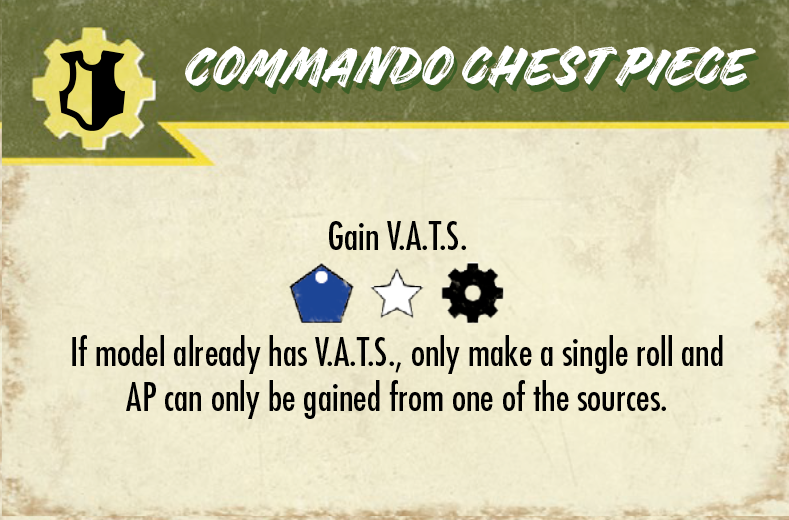 COMMANDO CHEST PIECE
Gain V.A.T.S.
If model already has V.A.T.S., only make a single roll and
AP can only be gained from one of the sources.